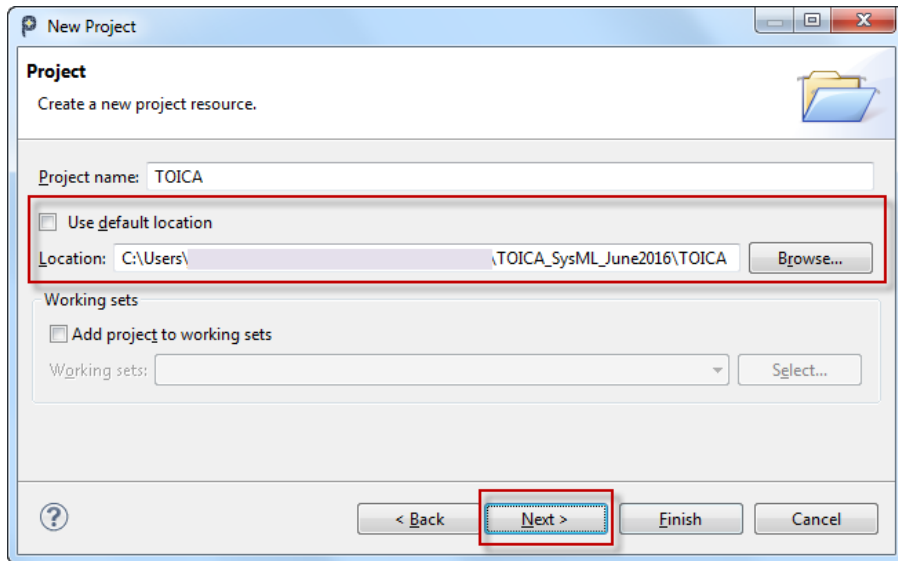 New Project
Project
Create a new project resource.
Project name: TOICA
Use default location
Location: C:\Users\ \TOICA_SysML_June2016\TOICA Browse...
Working sets
Add project to working sets
Working sets: Select...
? < Back Next > Finish Cancel